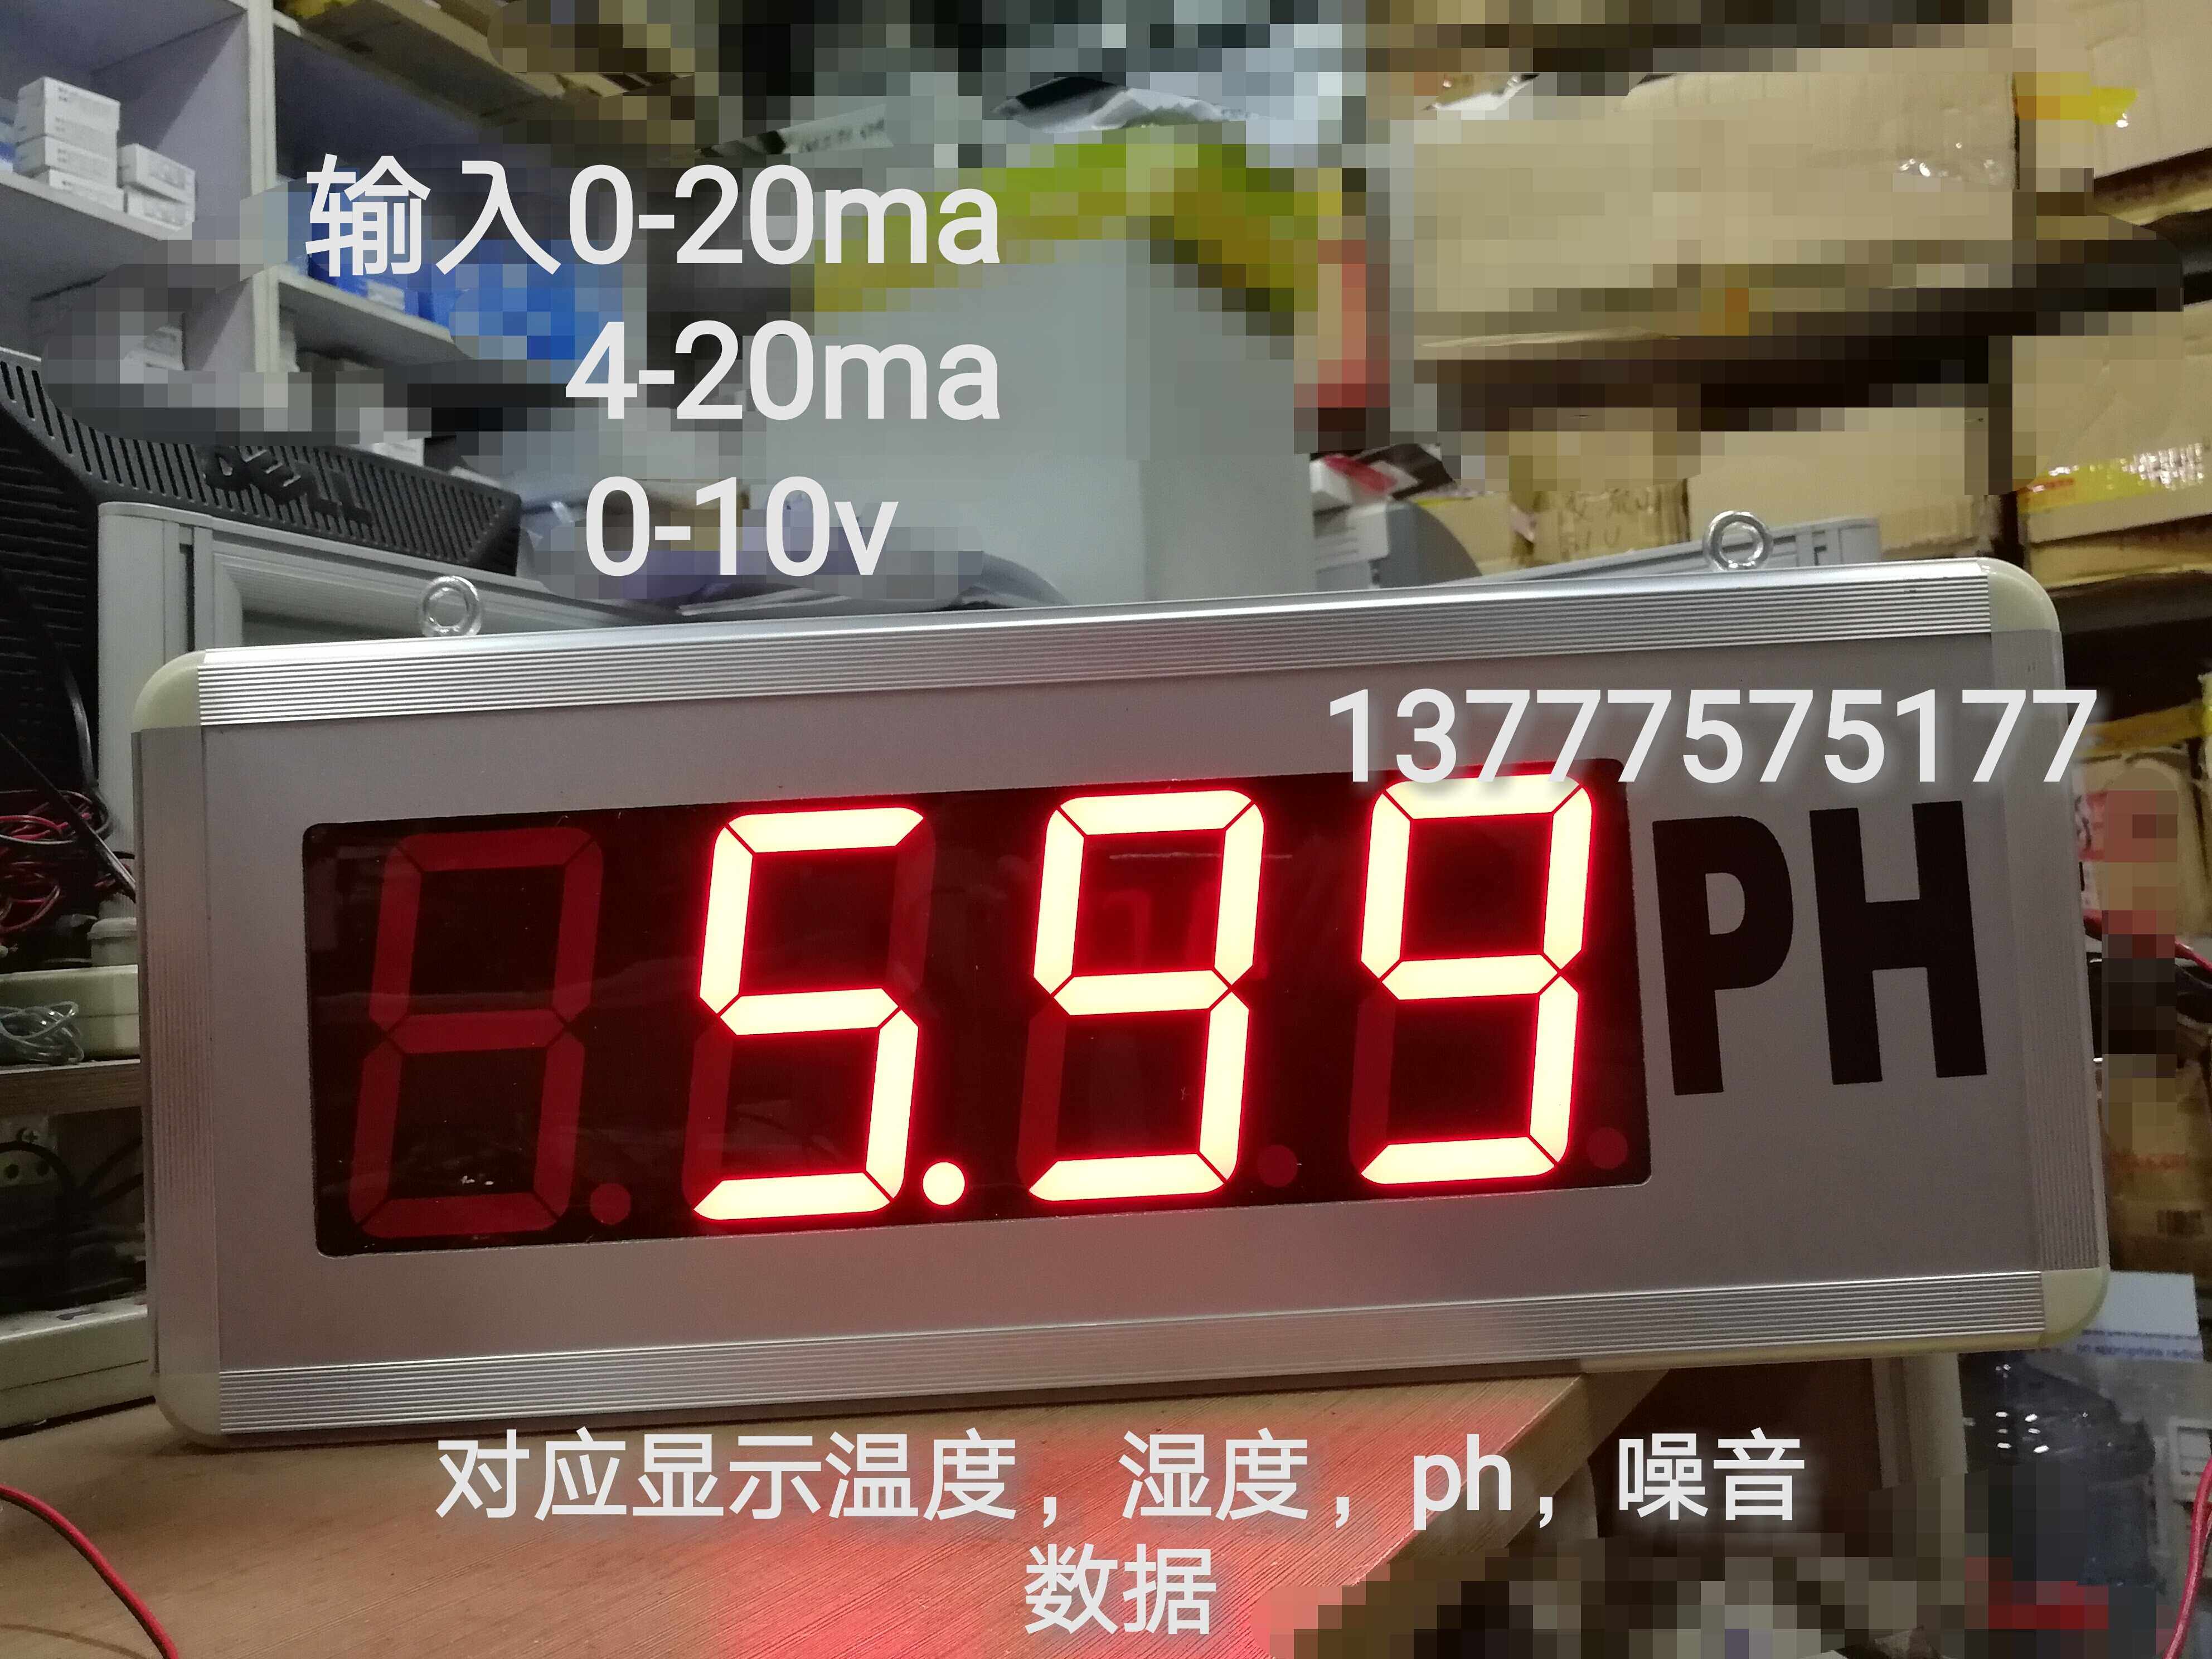 输入0-20ma
4-20ma
0-10v
DELL
13777575177
5.99
PH
对应显示温度，湿度，ph，噪音
数据